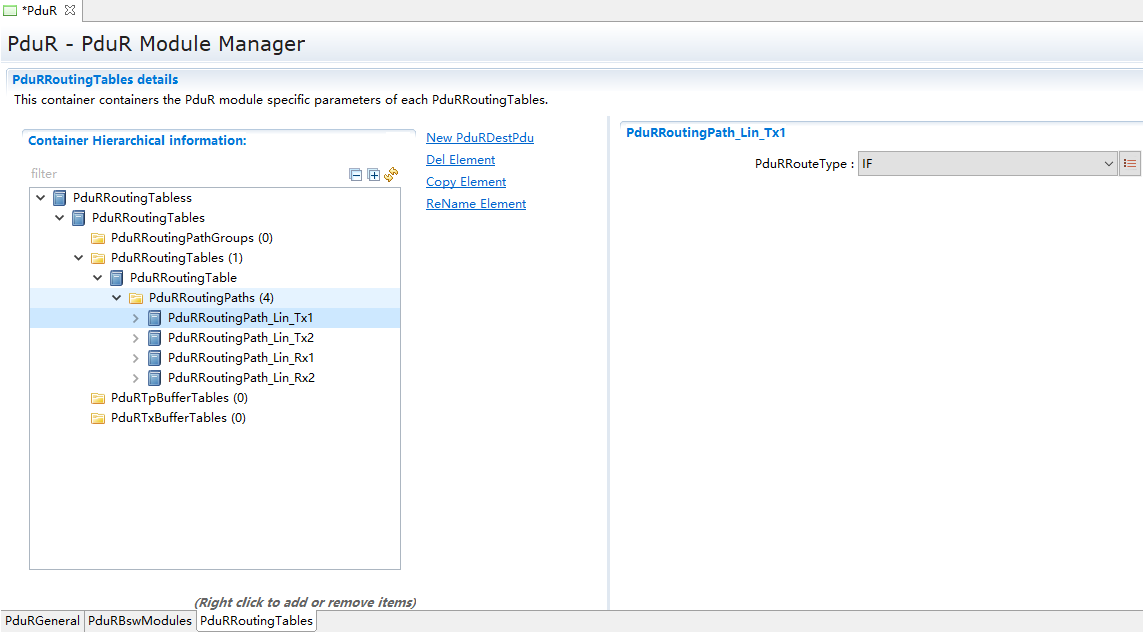 *PduR
PduR - PduR Module Manager
PduRRoutingTables details
This container containers the PduR module specific parameters of each PduRRoutingTables.
Container Hierarchical information:
filter
PduRRoutingTabless
PduRRoutingTables
PduRRoutingPathGroups (0)
PduRRoutingTables (1)
PduRRoutingTable
PduRRoutingPaths (4)
PduRRoutingPath_Lin_Tx1
PduRRoutingPath_Lin_Tx2
PduRRoutingPath_Lin_Rx1
PduRRoutingPath_Lin_Rx2
PduRTpBufferTables (0)
PduRTxBufferTables (0)
(Right click to add or remove items)
New PduRDestPdu
Del Element
Copy Element
ReName Element
PduRRoutingPath_Lin_Tx1
PduRRouteType : IF
PduRGeneral PduRBswModules PduRRoutingTables